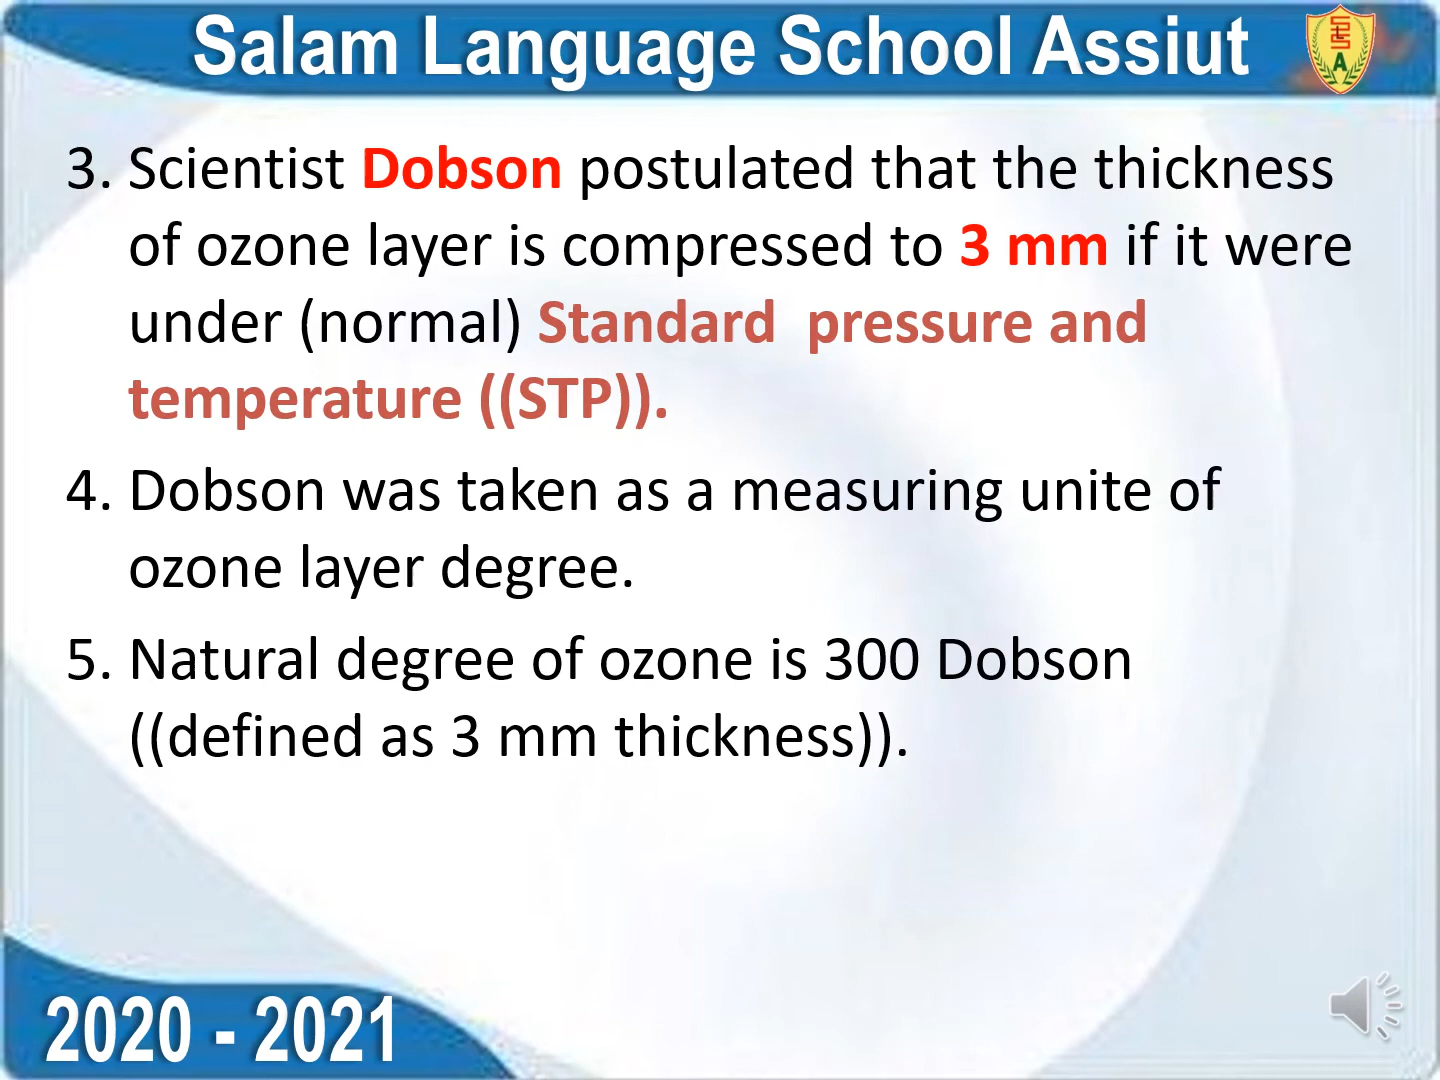 Salam Language School Assiut
3. Scientist Dobson postulated that the thickness
of ozone layer is compressed to 3 mm if it were
under (normal) Standard  pressure and
temperature ((STP)).
4. Dobson was taken as a measuring unite of
ozone layer degree.
5. Natural degree of ozone is 300 Dobson
((defined as 3 mm thickness)).
2020 - 2021